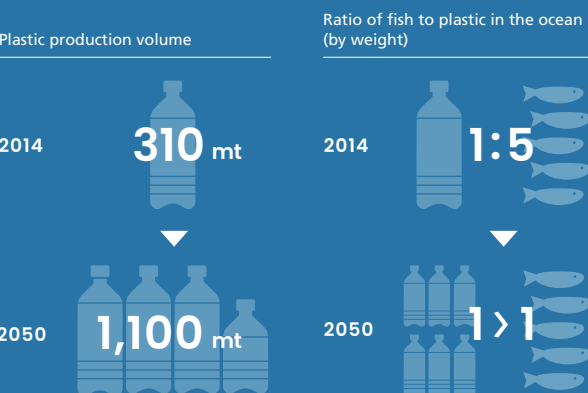 Plastic production volume
Ratio of fish to plastic in the ocean
(by weight)
2014
310 mt
2014
1:5
2050
1,100 mt
2050
1 > 1